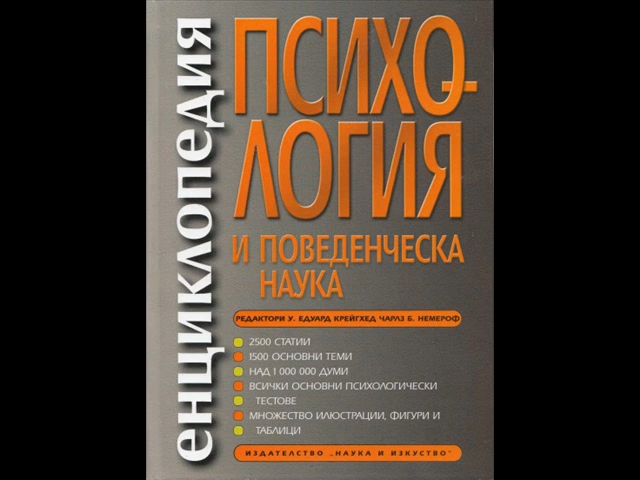 енциклопедия
ПСИХО-
ЛОГИЯ
И ПОВЕДЕНЧЕСКА
НАУКА
РЕДАКТОРИ У. ЕДУАРД КРЕЙГХЕД ЧАРЛЗ Б. НЕМЕРОФ
2500 СТАТИИ
1500 ОСНОВНИ ТЕМИ
НАД 1 000 000 ДУМИ
ВСИЧКИ ОСНОВНИ ПСИХОЛОГИЧЕСКИ
ТЕСТОВЕ
МНОЖЕСТВО ИЛЮСТРАЦИИ, ФИГУРИ И
ТАБЛИЦИ
ИЗДАТЕЛСТВО „НАУКА И ИЗКУСТВО"